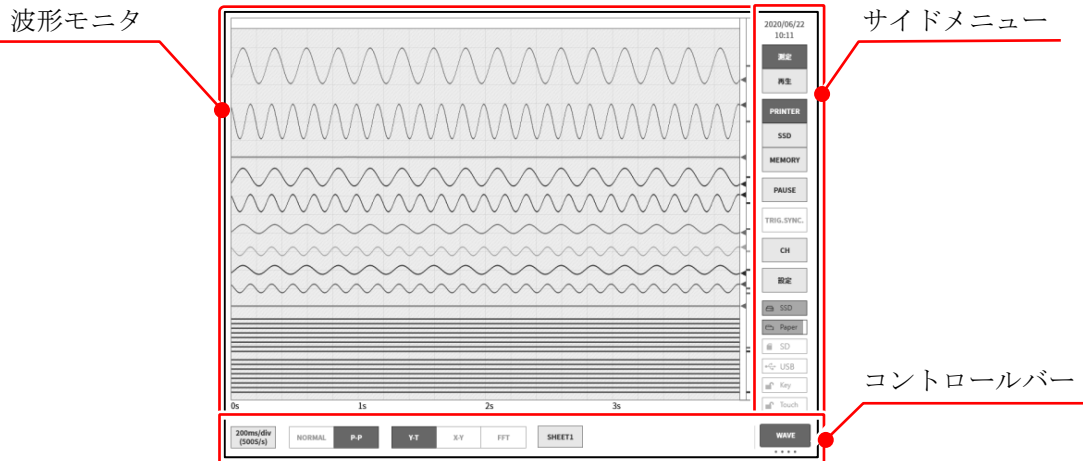 波形モニタ
サイドメニュー
2020/06/22
10:11
測定
再生
PRINTER
SSD
MEMORY
PAUSE
TRIG.SYNC.
CH
設定
SSD
Paper
SD
USB
Key
Touch
コントロールバー
0s 1s 2s 3s
200ms/div
(500S/s)
NORMAL P-P Y-T X-Y FFT SHEET1 WAVE